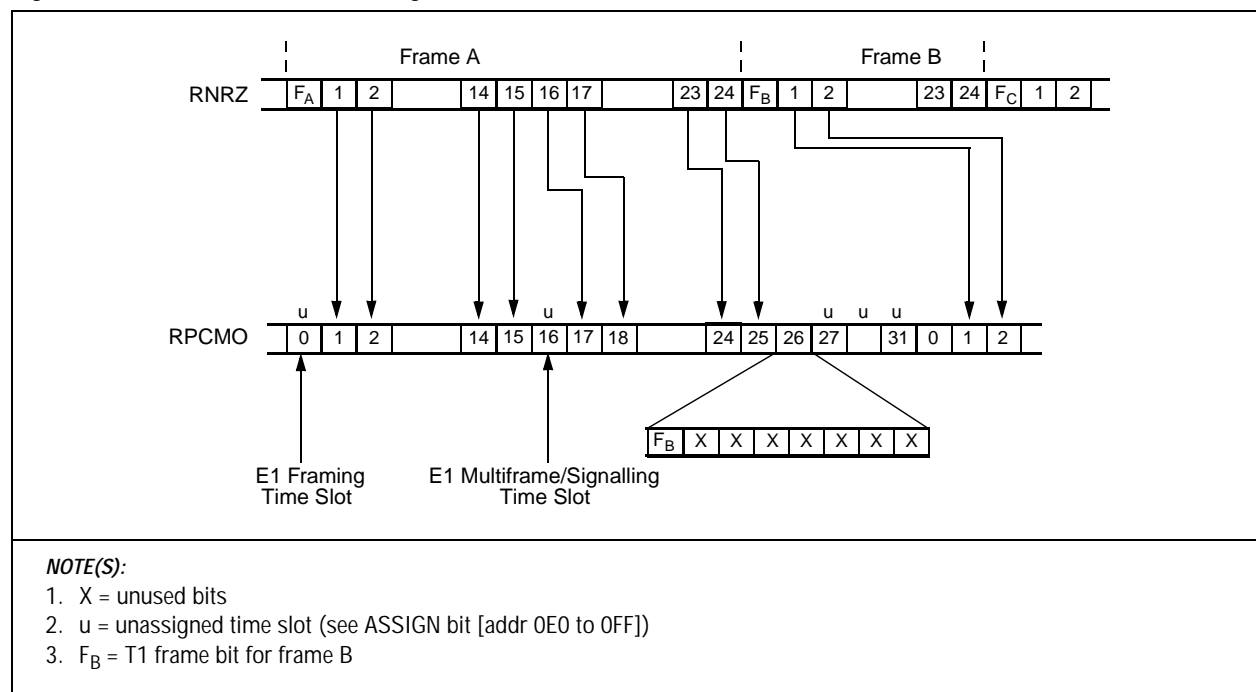 Frame A Frame B
RNRZ FA 1 2 14 15 16 17 23 24 FB 1 2 23 24 FC 1 2
u u u u u
RPCMO 0 1 2 14 15 16 17 18 24 25 26 27 31 0 1 2
FB X X X X X X X
E1 Framing
Time Slot
E1 Multiframe/Signalling
Time Slot
NOTE(S):
1. X = unused bits
2. u = unassigned time slot (see ASSIGN bit [addr 0E0 to 0FF])
3. FB = T1 frame bit for frame B